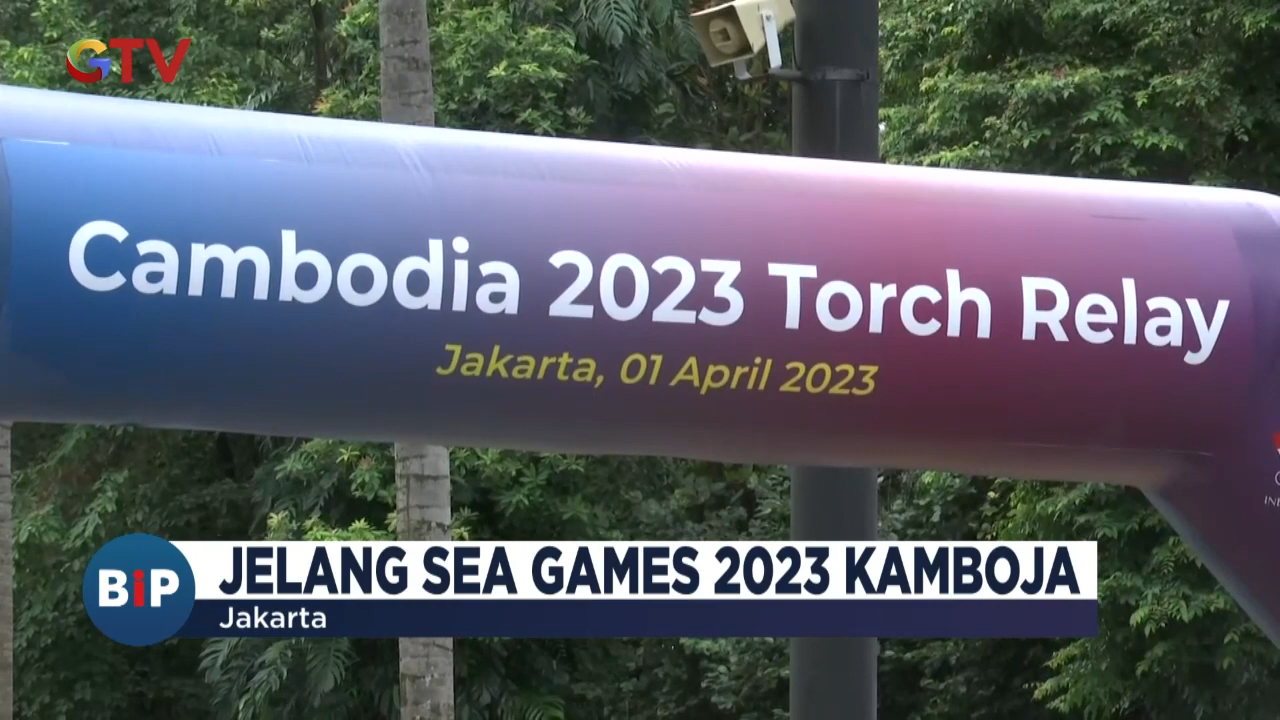 GTV
Cambodia 2023 Torch Relay
Jakarta, 01 April 2023
BiP
JELANG SEA GAMES 2023 KAMBOJA
Jakarta